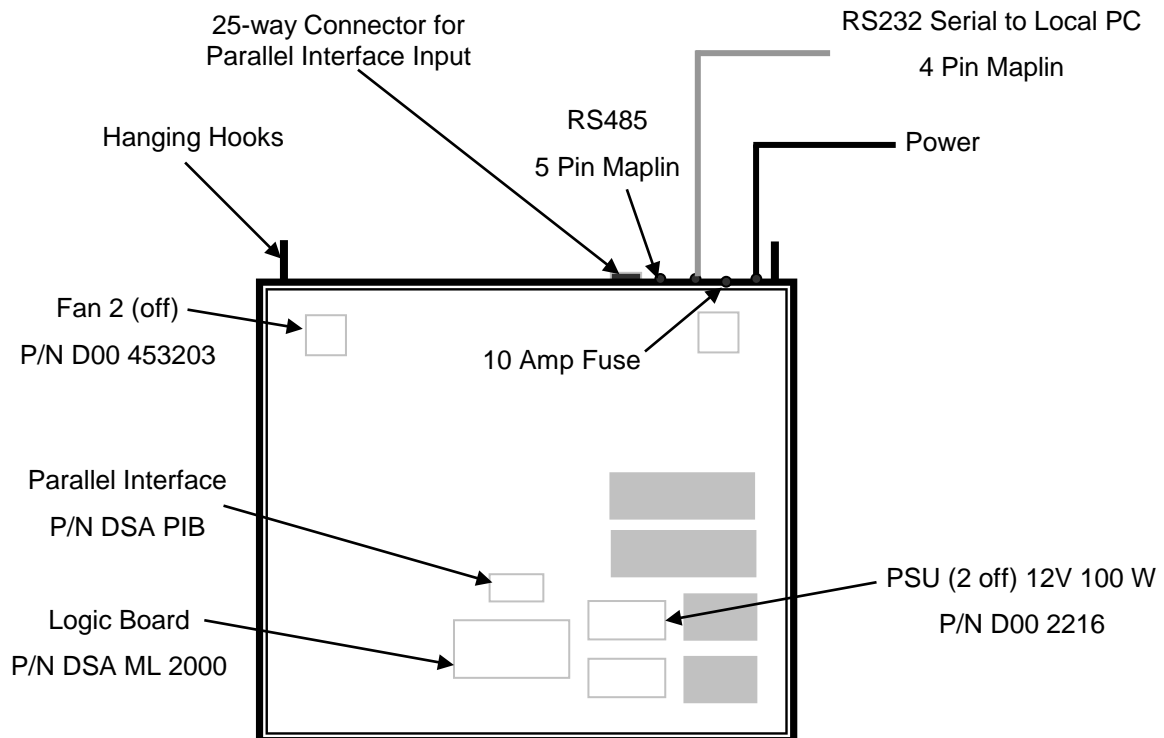 25-way Connector for
Parallel Interface Input
RS232 Serial to Local PC
4 Pin Maplin
Hanging Hooks
RS485
5 Pin Maplin
Power
Fan 2 (off)
P/N D00 453203
10 Amp Fuse
Parallel Interface
P/N DSA PIB
PSU (2 off) 12V 100 W
P/N D00 2216
Logic Board
P/N DSA ML 2000